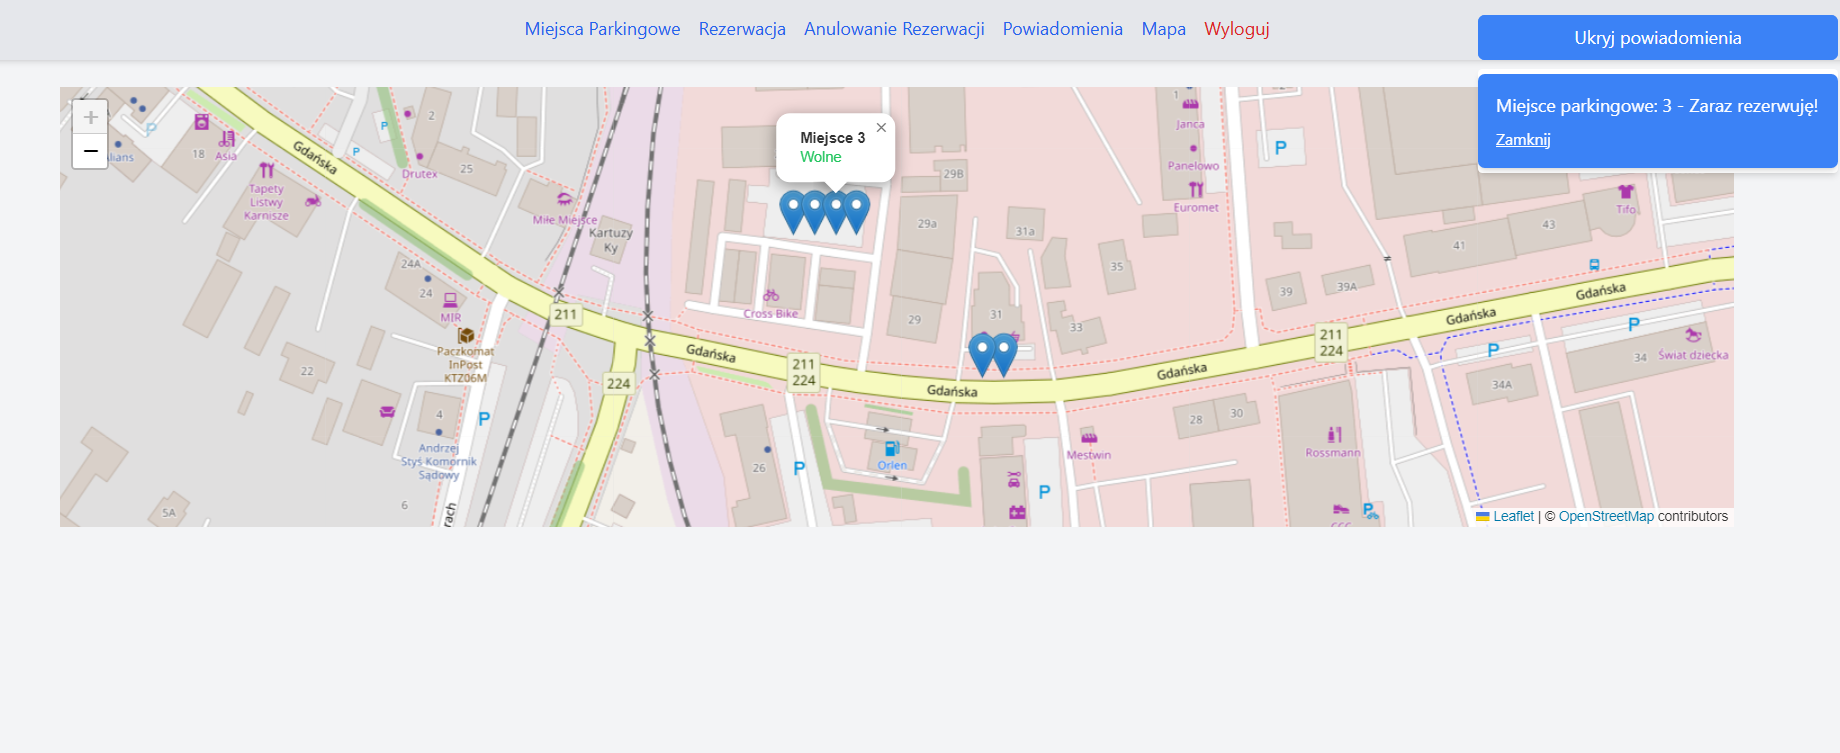 Miejsca Parkingowe Rezerwacja Anulowanie Rezerwacji Powiadomienia Mapa Wyloguj
Ukryj powiadomienia
Miejsce parkingowe: 3 - Zaraz rezerwuję!
Zamknij
+
−
Miejsce 3
Wolne
×
P
18
Asia
Gdańska
P
P
2
Drutex
25
Tapety
Listwy
Karnisze
Miłe Miejsce
Kartuzy
Ky
29B
29a
31a
35
Janca
Panelowo
Euromet
P
Tifo
43
41
39
39A
24A
24
MIR
Paczkomat
InPost
KTZ06M
22
4
P
Andrzej
Styś Komornik
Sądowy
6
5A
rach
211
224
Cross Bike
29
31
33
Gdańska
211
224
Gdańska
Gdańska
211
224
Gdańska
Gdańska
P
P
34
Świat dziecka
34A
28
30
26
P
Orlen
P
Mestwin
Rossmann
P
CCC
Leaflet | © OpenStreetMap contributors